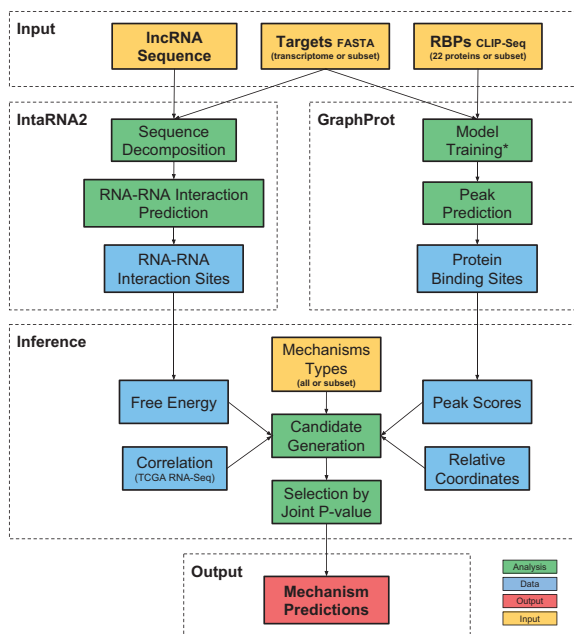 Input
lncRNA
Sequence
Targets FASTA
(transcriptome or subset)
RBPs CLIP-Seq
(22 proteins or subset)
IntaRNA2
Sequence
Decomposition
RNA-RNA Interaction
Prediction
RNA-RNA
Interaction Sites
GraphProt
Model
Training*
Peak
Prediction
Protein
Binding Sites
Inference
Mechanisms
Types
(all or subset)
Free Energy
Peak Scores
Candidate
Generation
Correlation
(TCGA RNA-Seq)
Relative
Coordinates
Selection by
Joint P-value
Output
Mechanism
Predictions
Analysis
Data
Output
Input